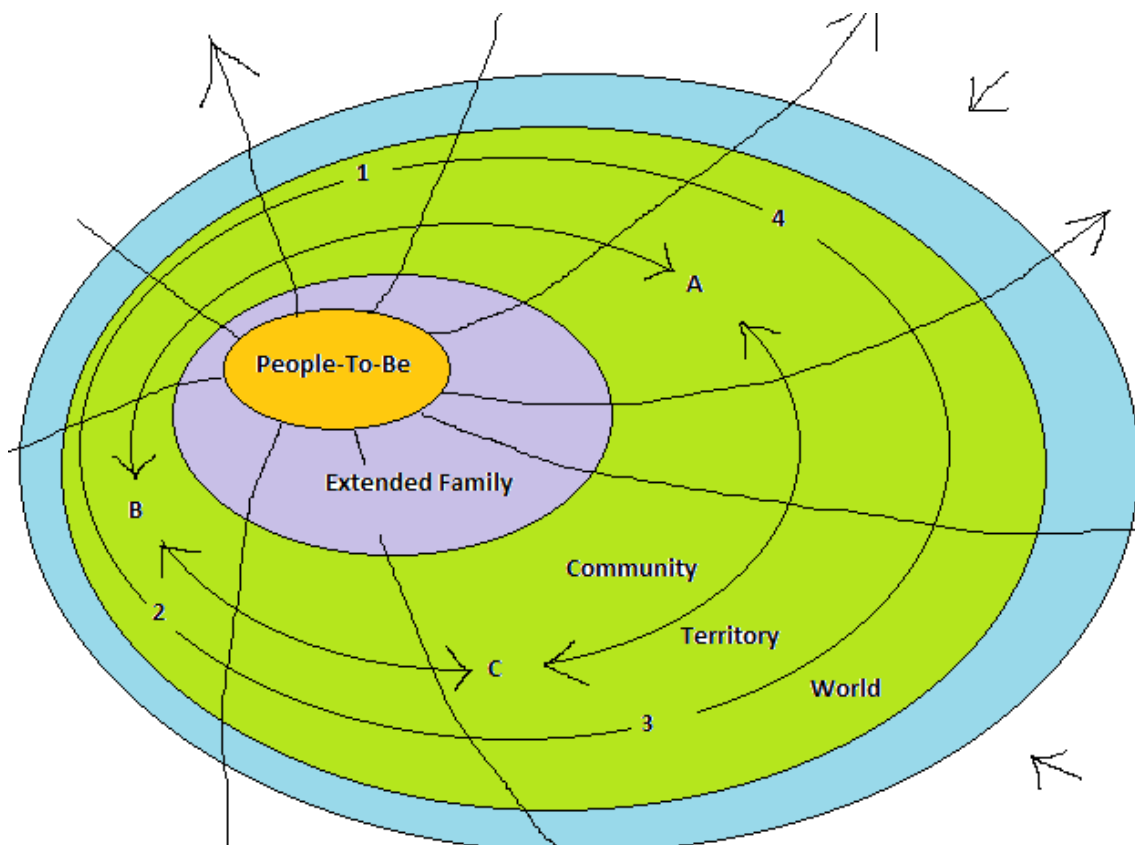 1
4
A
People-To-Be
Extended Family
B
Community
2
Territory
C
World
3